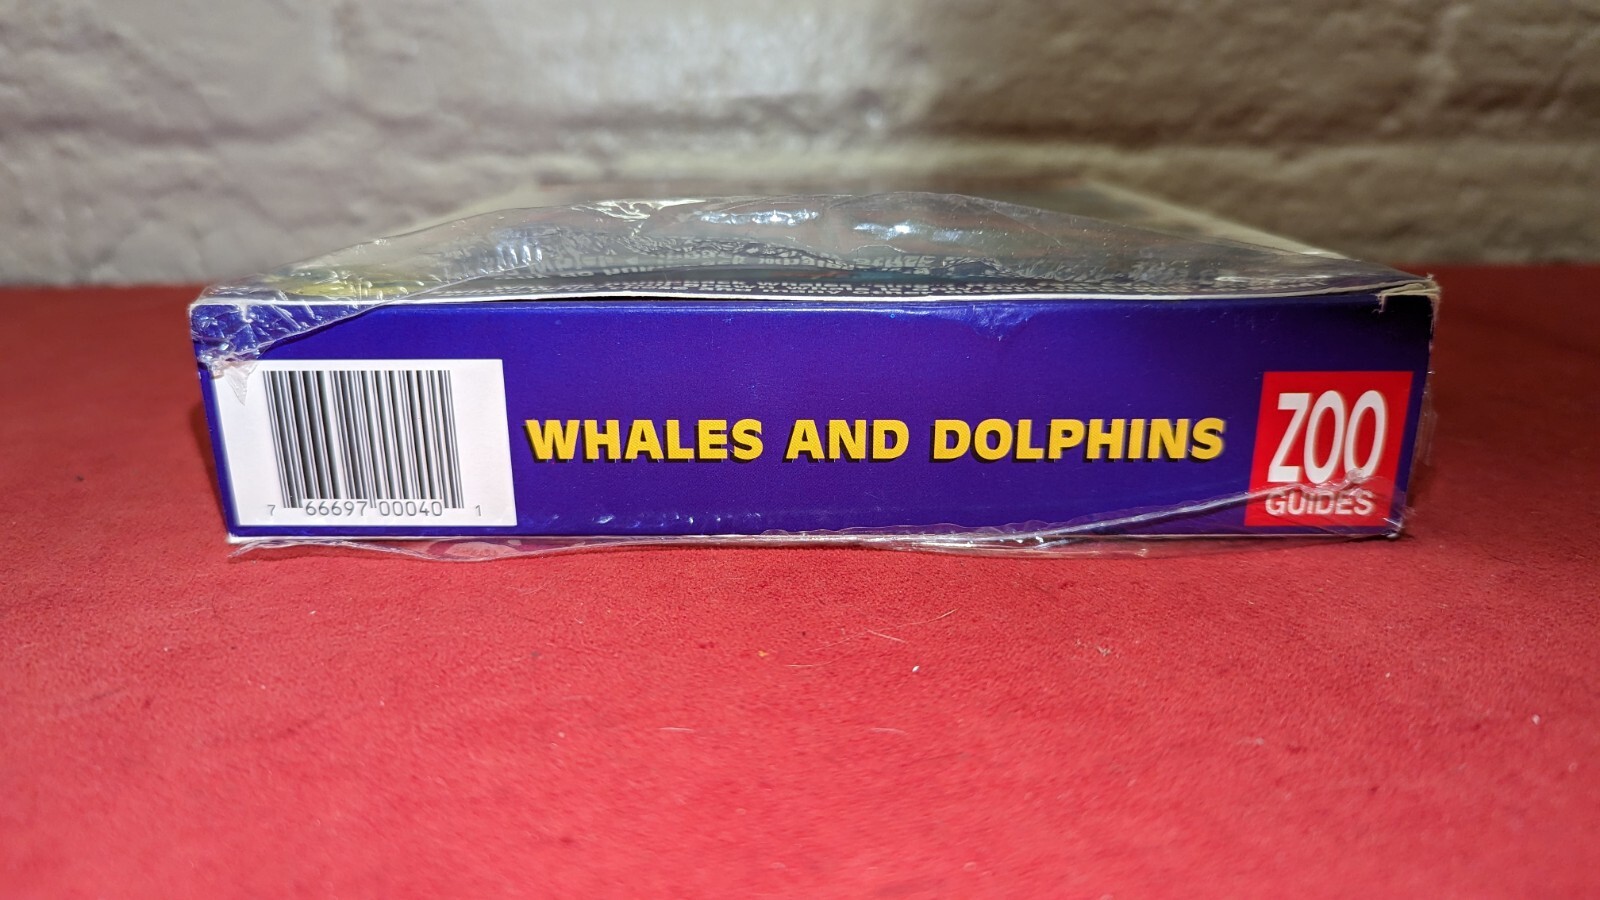 7 66697 00040 1
WHALES AND DOLPHINS
ZOO
GUIDES